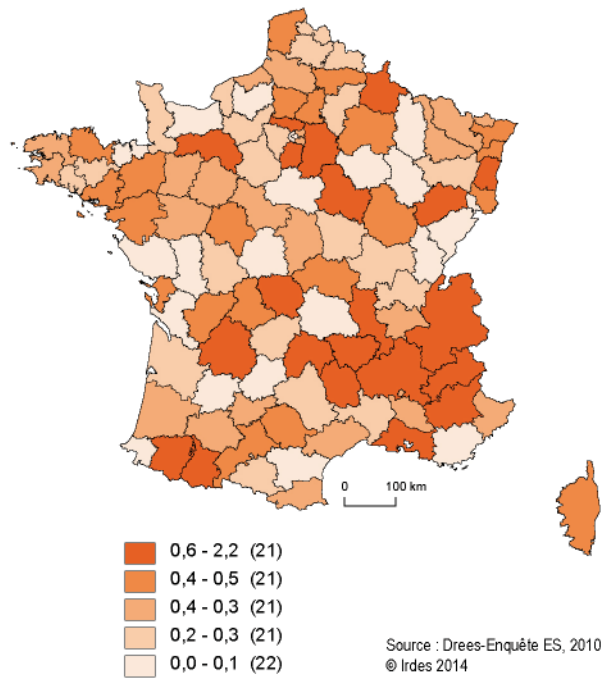 0 100 km
0,6 - 2,2 (21)
0,4 - 0,5 (21)
0,4 - 0,3 (21)
0,2 - 0,3 (21)
0,0 - 0,1 (22)
Source : Drees-Enquête ES, 2010
© Irdes 2014